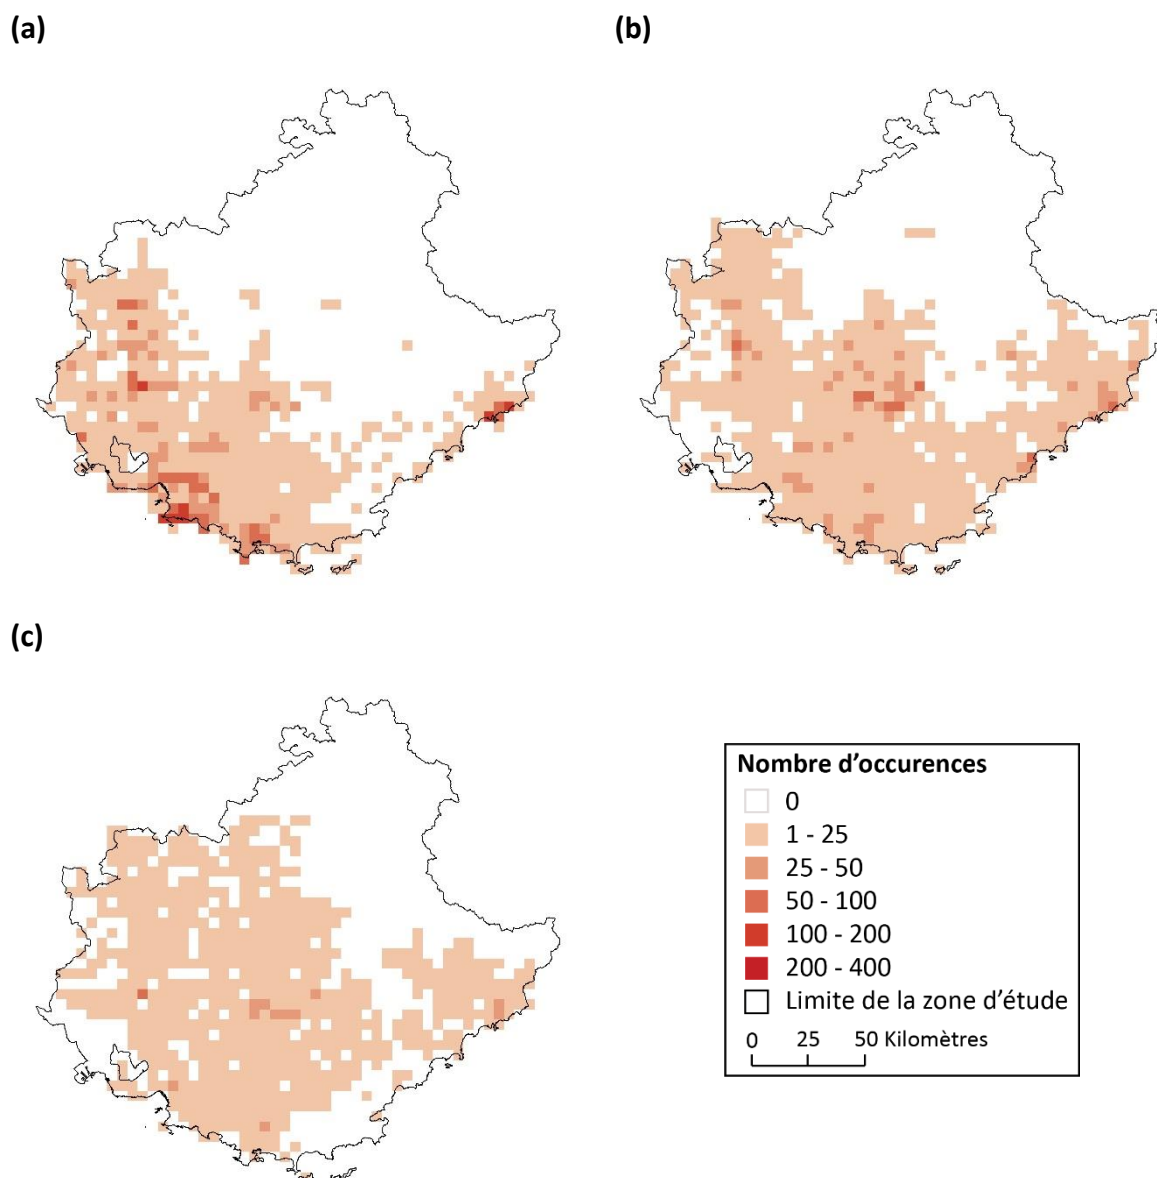 (a)
(b)
(c)
Nombre d’occurences
0
1 - 25
25 - 50
50 - 100
100 - 200
200 - 400
Limite de la zone d’étude
0 25 50 Kilomètres